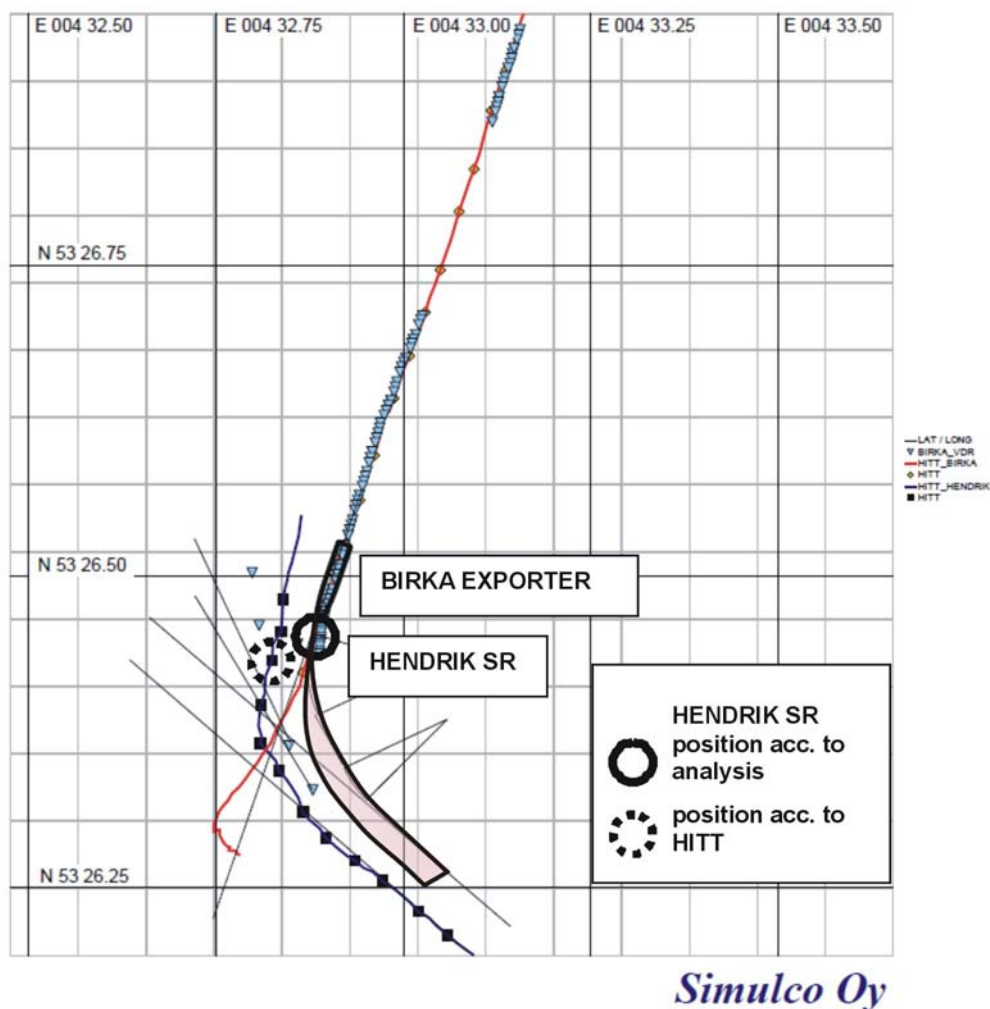 E 004 32.50
E 004 32.75
E 004 33.00
E 004 33.25
E 004 33.50
N 53 26.75
LAT / LONG
BIRKA_VDR
HITT_BIRKA
HITT
HITT_HENDRIK
HITT
N 53 26.50
BIRKA EXPORTER
HENDRIK SR
HENDRIK SR
position acc. to
analysis
position acc. to
HITT
N 53 26.25
Simulco Oy